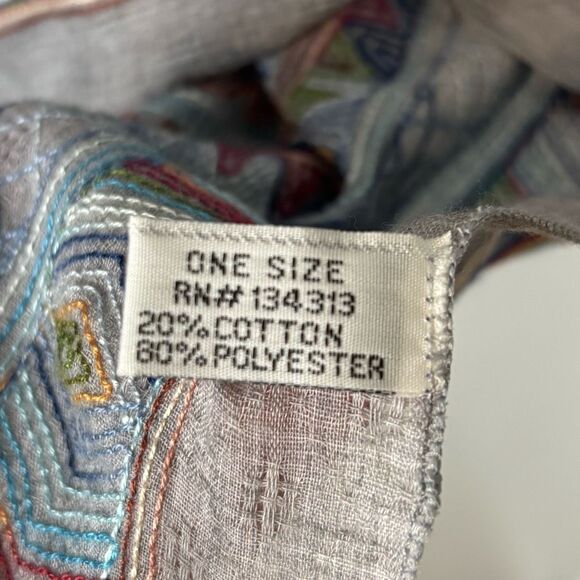 ONE SIZE
RN# 134313
20% COTTON
80% POLYESTER